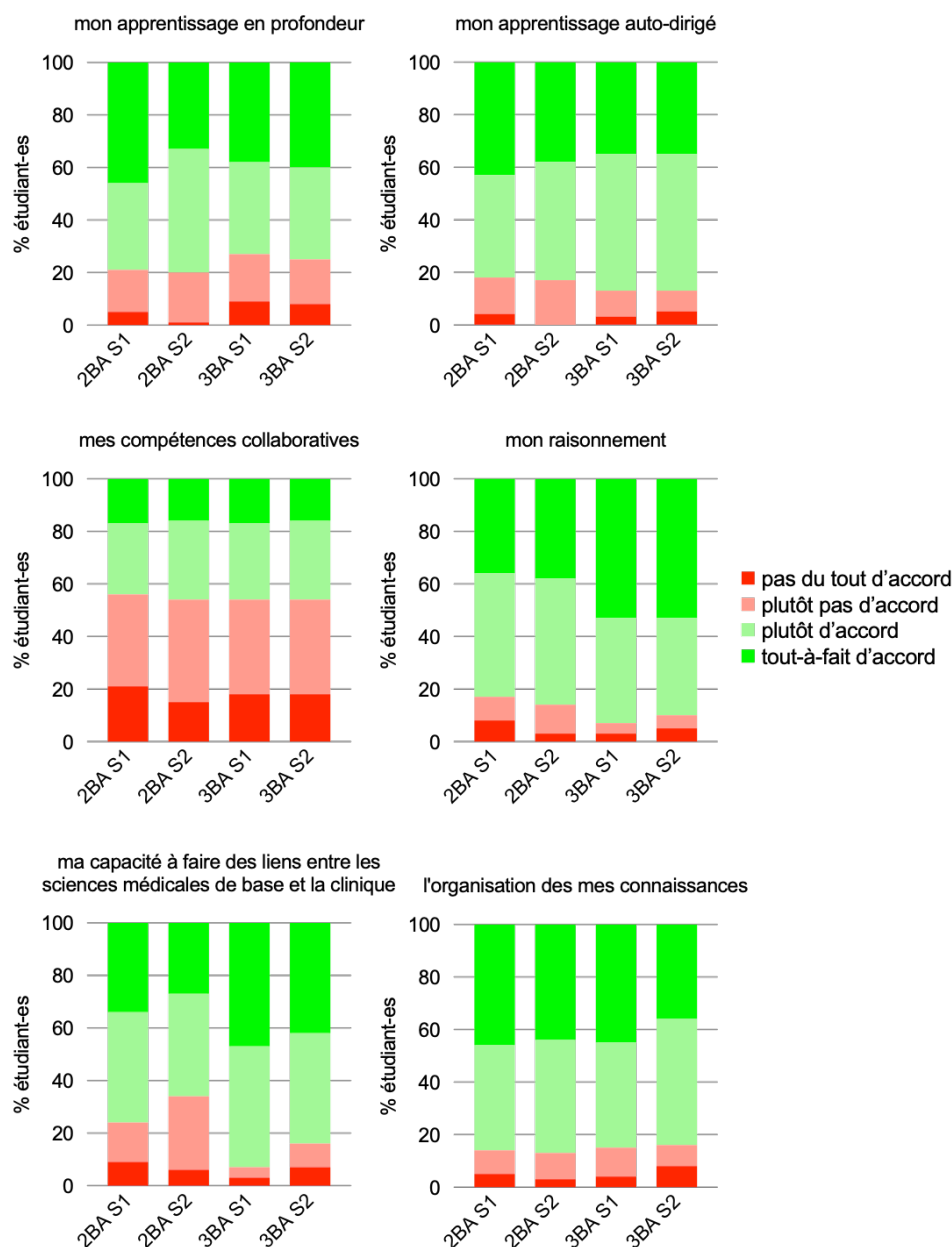 mon apprentissage en profondeur
100
80
60
40
20
0
% étudiant-es
2BA S1
2BA S2
3BA S1
3BA S2
mon apprentissage auto-dirigé
100
80
60
40
20
0
% étudiant-es
2BA S1
2BA S2
3BA S1
3BA S2
mes compétences collaboratives
100
80
60
40
20
0
% étudiant-es
2BA S1
2BA S2
3BA S1
3BA S2
mon raisonnement
100
80
60
40
20
0
% étudiant-es
2BA S1
2BA S2
3BA S1
3BA S2
pas du tout d’accord
plutôt pas d’accord
plutôt d’accord
tout-à-fait d’accord
ma capacité à faire des liens entre les
sciences médicales de base et la clinique
100
80
60
40
20
0
% étudiant-es
2BA S1
2BA S2
3BA S1
3BA S2
l'organisation des mes connaissances
100
80
60
40
20
0
% étudiant-es
2BA S1
2BA S2
3BA S1
3BA S2